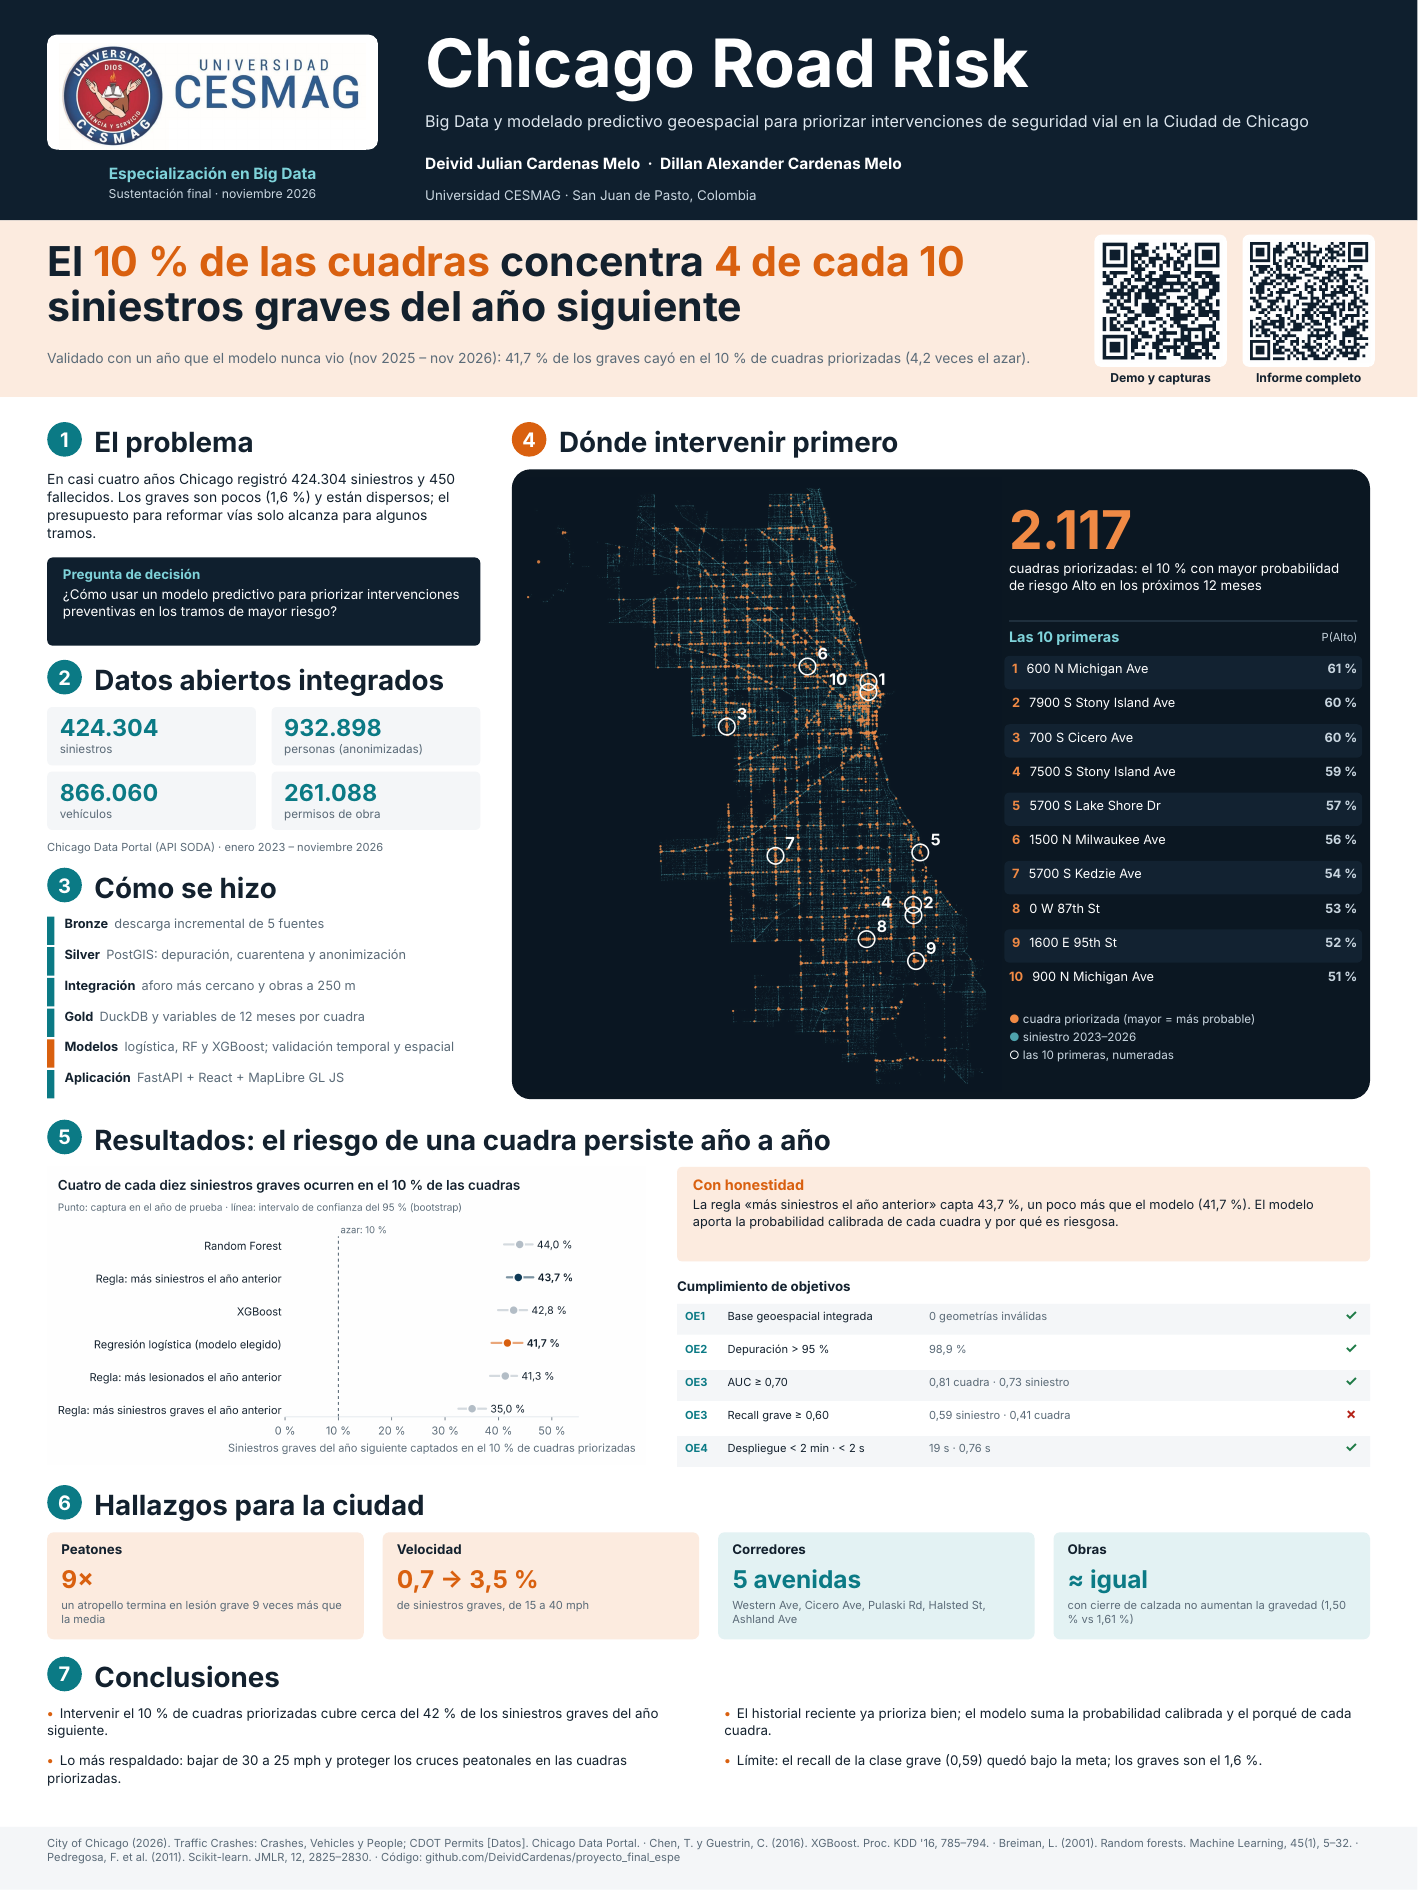 UNIVERSIDAD
DIOS
CIENCIA Y SERVICIO
CESMAG
UNIVERSIDAD
CESMAG
Especialización en Big Data
Sustentación final · noviembre 2026
Chicago Road Risk
Big Data y modelado predictivo geoespacial para priorizar intervenciones de seguridad vial en la Ciudad de Chicago
Deivid Julian Cardenas Melo · Dillan Alexander Cardenas Melo
Universidad CESMAG · San Juan de Pasto, Colombia
El 10 % de las cuadras concentra 4 de cada 10
siniestros graves del año siguiente
Validado con un año que el modelo nunca vio (nov 2025 – nov 2026): 41,7 % de los graves cayó en el 10 % de cuadras priorizadas (4,2 veces el azar).
Demo y capturas
Informe completo
1 El problema
En casi cuatro años Chicago registró 424.304 siniestros y 450
fallecidos. Los graves son pocos (1,6 %) y están dispersos; el
presupuesto para reformar vías solo alcanza para algunos
tramos.
Pregunta de decisión
¿Cómo usar un modelo predictivo para priorizar intervenciones
preventivas en los tramos de mayor riesgo?
2 Datos abiertos integrados
424.304
siniestros
932.898
personas (anonimizadas)
866.060
vehículos
261.088
permisos de obra
Chicago Data Portal (API SODA) · enero 2023 – noviembre 2026
3 Cómo se hizo
Bronze descarga incremental de 5 fuentes
Silver PostGIS: depuración, cuarentena y anonimización
Integración aforo más cercano y obras a 250 m
Gold DuckDB y variables de 12 meses por cuadra
Modelos logística, RF y XGBoost; validación temporal y espacial
Aplicación FastAPI + React + MapLibre GL JS
4 Dónde intervenir primero
6
10
1
3
7
5
4
2
8
9
2.117
cuadras priorizadas: el 10 % con mayor probabilidad
de riesgo Alto en los próximos 12 meses
Las 10 primeras P(Alto)
1 600 N Michigan Ave 61 %
2 7900 S Stony Island Ave 60 %
3 700 S Cicero Ave 60 %
4 7500 S Stony Island Ave 59 %
5 5700 S Lake Shore Dr 57 %
6 1500 N Milwaukee Ave 56 %
7 5700 S Kedzie Ave 54 %
8 0 W 87th St 53 %
9 1600 E 95th St 52 %
10 900 N Michigan Ave 51 %
cuadra priorizada (mayor = más probable)
siniestro 2023–2026
las 10 primeras, numeradas
5 Resultados: el riesgo de una cuadra persiste año a año
Cuatro de cada diez siniestros graves ocurren en el 10 % de las cuadras
Punto: captura en el año de prueba · línea: intervalo de confianza del 95 % (bootstrap)
azar: 10 %
Random Forest 44,0 %
Regla: más siniestros el año anterior 43,7 %
XGBoost 42,8 %
Regresión logística (modelo elegido) 41,7 %
Regla: más lesionados el año anterior 41,3 %
Regla: más siniestros graves el año anterior 35,0 %
0 % 10 % 20 % 30 % 40 % 50 %
Siniestros graves del año siguiente captados en el 10 % de cuadras priorizadas
Con honestidad
La regla «más siniestros el año anterior» capta 43,7 %, un poco más que el modelo (41,7 %). El modelo
aporta la probabilidad calibrada de cada cuadra y por qué es riesgosa.
Cumplimiento de objetivos
OE1 Base geoespacial integrada 0 geometrías inválidas ✓
OE2 Depuración > 95 % 98,9 % ✓
OE3 AUC ≥ 0,70 0,81 cuadra · 0,73 siniestro ✓
OE3 Recall grave ≥ 0,60 0,59 siniestro · 0,41 cuadra ×
OE4 Despliegue < 2 min · < 2 s 19 s · 0,76 s ✓
6 Hallazgos para la ciudad
Peatones
9×
un atropello termina en lesión grave 9 veces más que
la media
Velocidad
0,7 → 3,5 %
de siniestros graves, de 15 a 40 mph
Corredores
5 avenidas
Western Ave, Cicero Ave, Pulaski Rd, Halsted St,
Ashland Ave
Obras
≈ igual
con cierre de calzada no aumentan la gravedad (1,50
% vs 1,61 %)
7 Conclusiones
• Intervenir el 10 % de cuadras priorizadas cubre cerca del 42 % de los siniestros graves del año
siguiente.
• Lo más respaldado: bajar de 30 a 25 mph y proteger los cruces peatonales en las cuadras
priorizadas.
• El historial reciente ya prioriza bien; el modelo suma la probabilidad calibrada y el porqué de cada
cuadra.
• Límite: el recall de la clase grave (0,59) quedó bajo la meta; los graves son el 1,6 %.
City of Chicago (2026). Traffic Crashes: Crashes, Vehicles y People; CDOT Permits [Datos]. Chicago Data Portal. · Chen, T. y Guestrin, C. (2016). XGBoost. Proc. KDD '16, 785–794. · Breiman, L. (2001). Random forests. Machine Learning, 45(1), 5–32. ·
Pedregosa, F. et al. (2011). Scikit-learn. JMLR, 12, 2825–2830. · Código: github.com/DeividCardenas/proyecto_final_espe